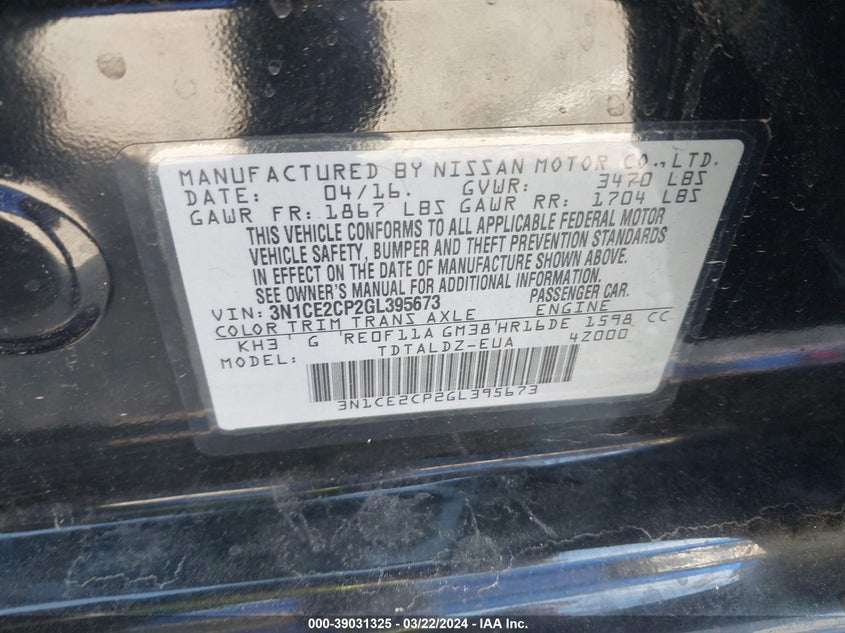 MANUFACTURED BY NISSAN MOTOR CO., LTD.
DATE: 04/16. GVWR: 3470 LBS
GAWR FR: 1867 LBS GAWR RR: 1704 LBS
THIS VEHICLE CONFORMS TO ALL APPLICABLE FEDERAL MOTOR
VEHICLE SAFETY, BUMPER AND THEFT PREVENTION STANDARDS
IN EFFECT ON THE DATE OF MANUFACTURE SHOWN ABOVE.
SEE OWNER'S MANUAL FOR ADDITIONAL INFORMATION.
VIN: 3N1CE2CP2GL395673 PASSENGER CAR.
COLOR TRIM TRANS AXLE ENGINE
KH3 G RE0F11A GM38 HR16DE 1598 CC
MODEL: TDTALDZ-EUA 4Z000
3N1CE2CP2GL395673
000-39031325 - 03/22/2024 - IAA Inc.